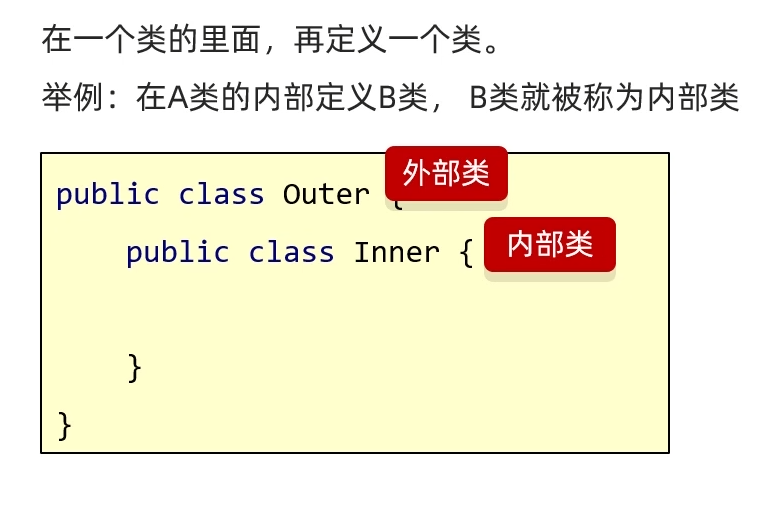 在一个类的里面，再定义一个类。
举例：在A类的内部定义B类， B类就被称为内部类
public class Outer { 外部类
public class Inner { 内部类
}
}